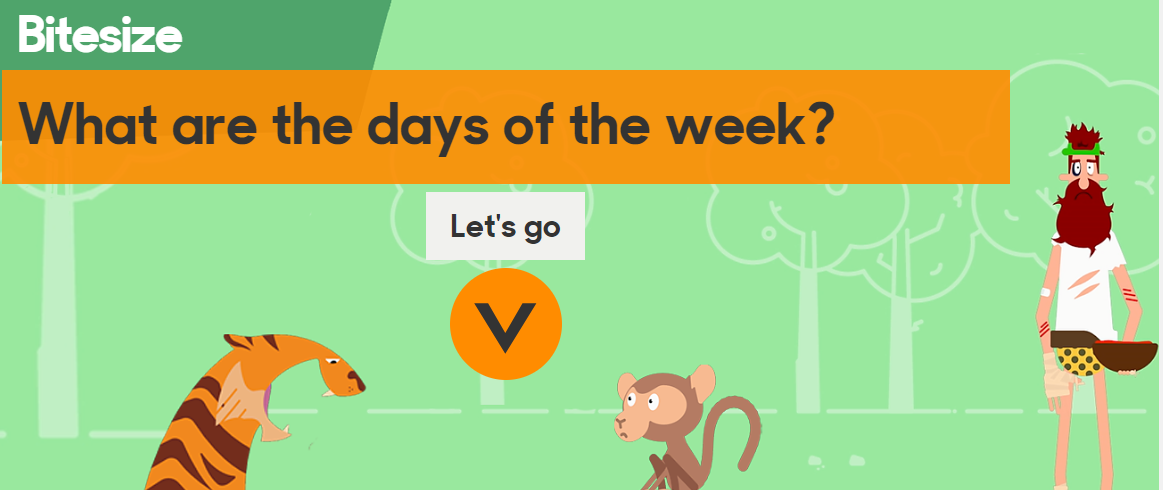 Bitesize
What are the days of the week?
Let's go